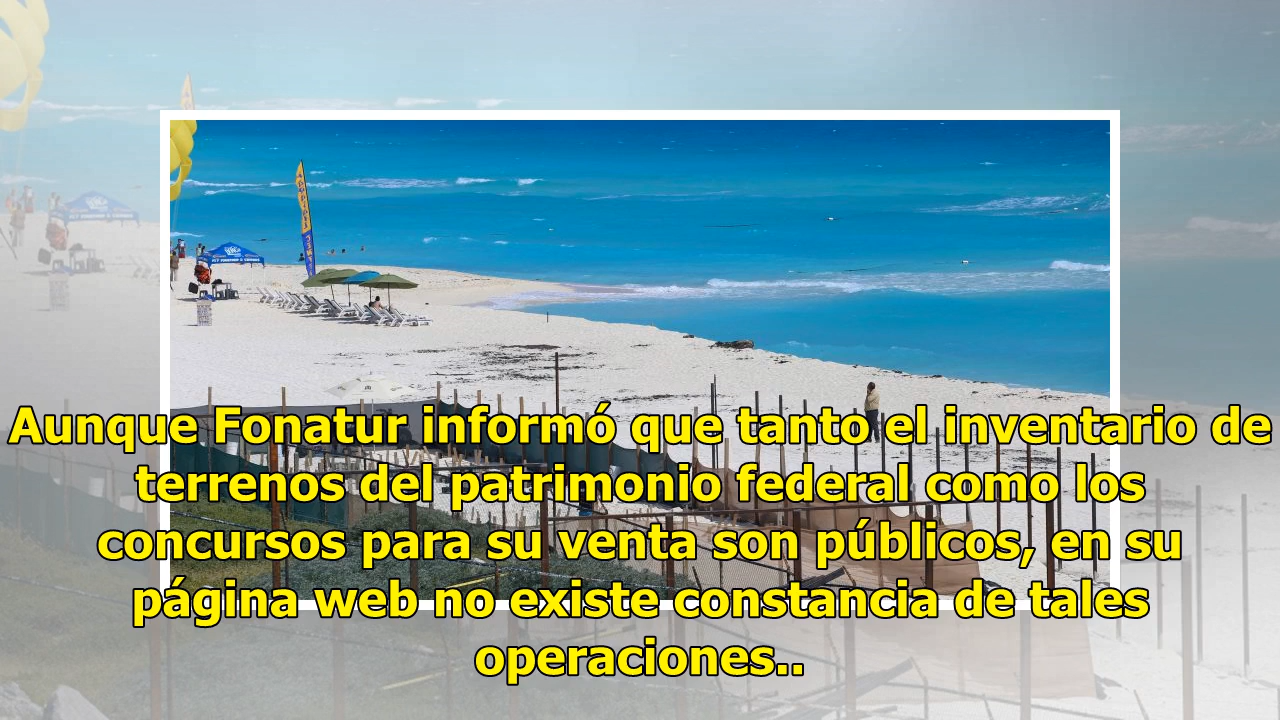 Aunque Fonatur informó que tanto el inventario de
terrenos del patrimonio federal como los
concursos para su venta son públicos, en su
página web no existe constancia de tales
operaciones..